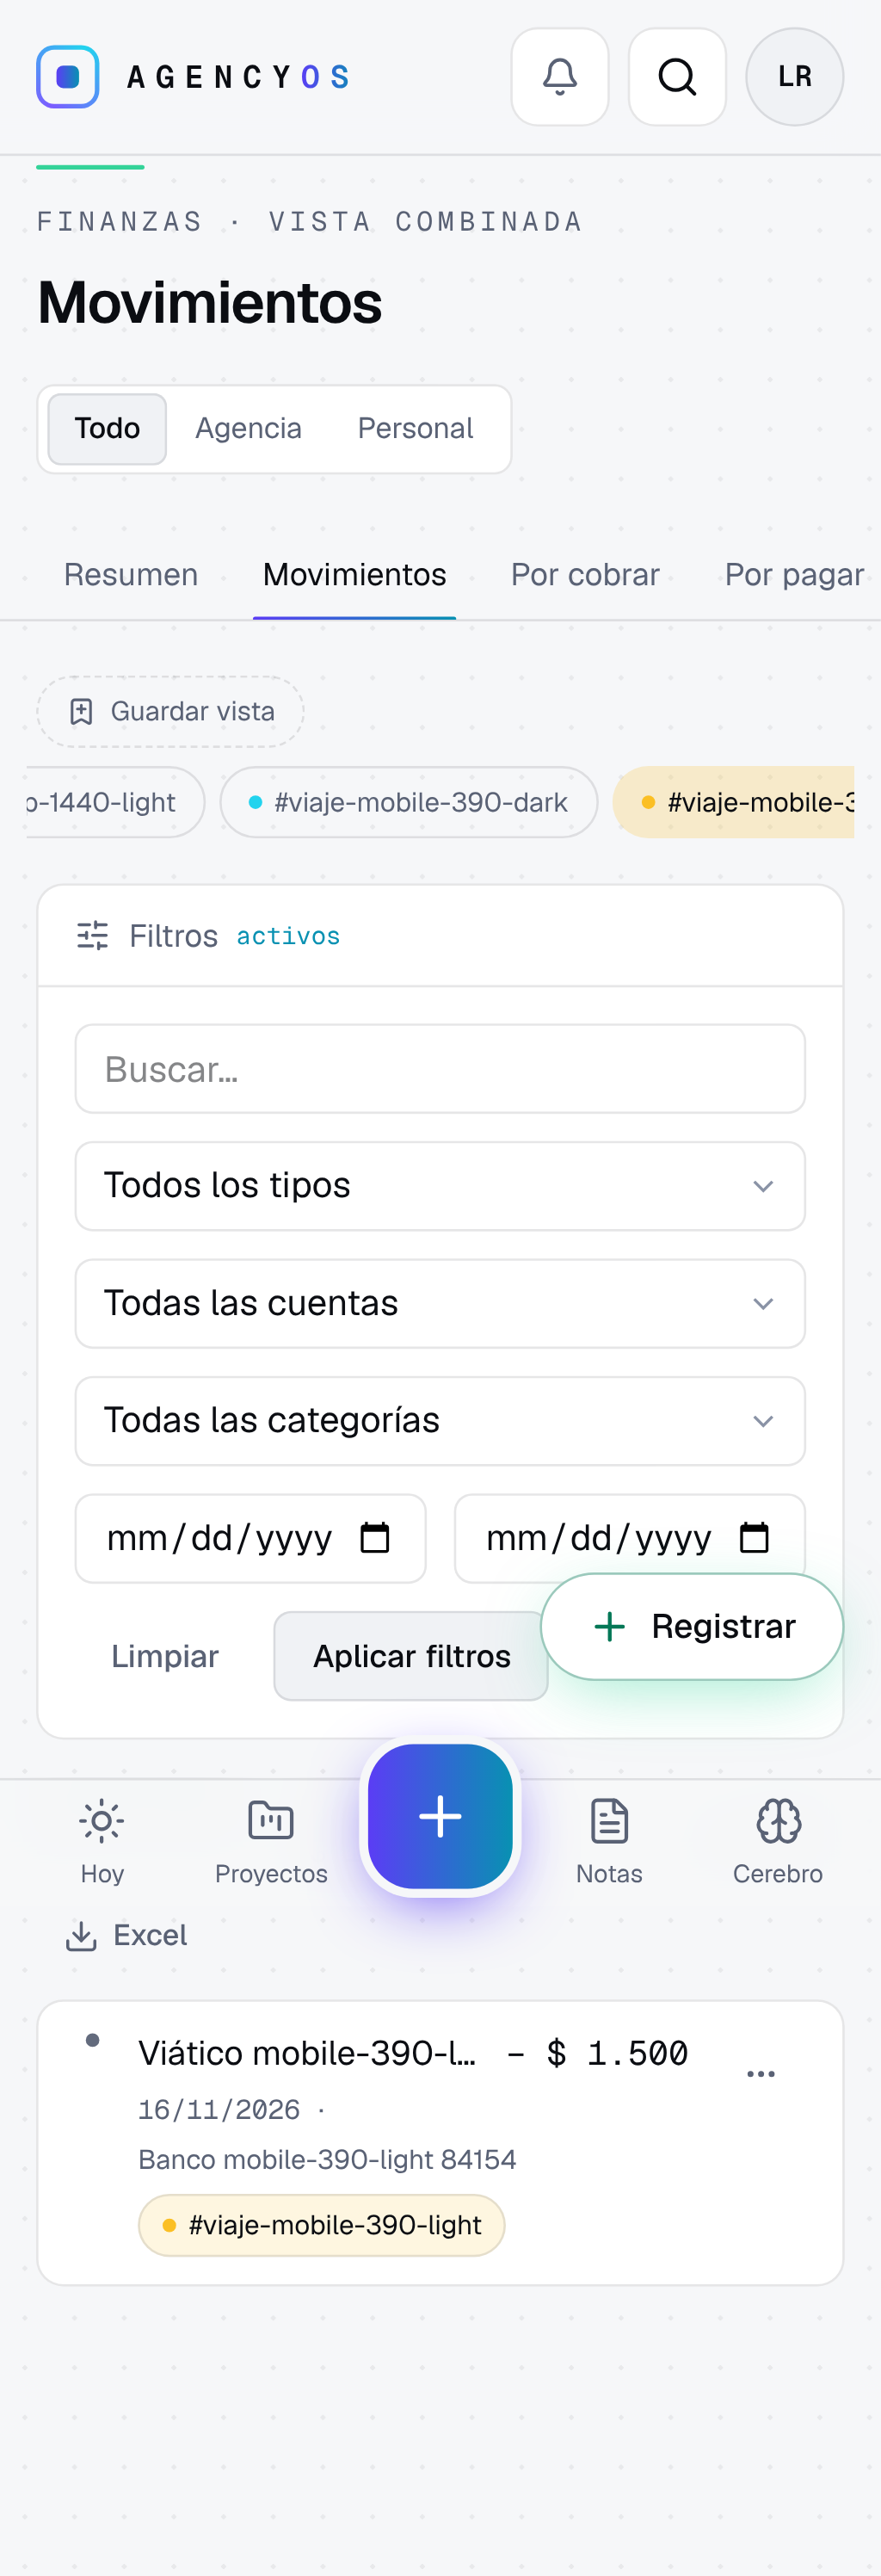 AGENCYOS
LR
FINANZAS · VISTA COMBINADA
Movimientos
Todo Agencia Personal
Resumen Movimientos Por cobrar Por pagar
Guardar vista
-1440-light #viaje-mobile-390-dark #viaje-mobile-3
Filtros activos
Buscar...
Todos los tipos
Todas las cuentas
Todas las categorías
mm/dd/yyyy mm/dd/yyyy
Registrar
Limpiar Aplicar filtros
Hoy Proyectos Notas Cerebro
Excel
Viático mobile-390-l... – $ 1.500
16/11/2026 ·
Banco mobile-390-light 84154
#viaje-mobile-390-light